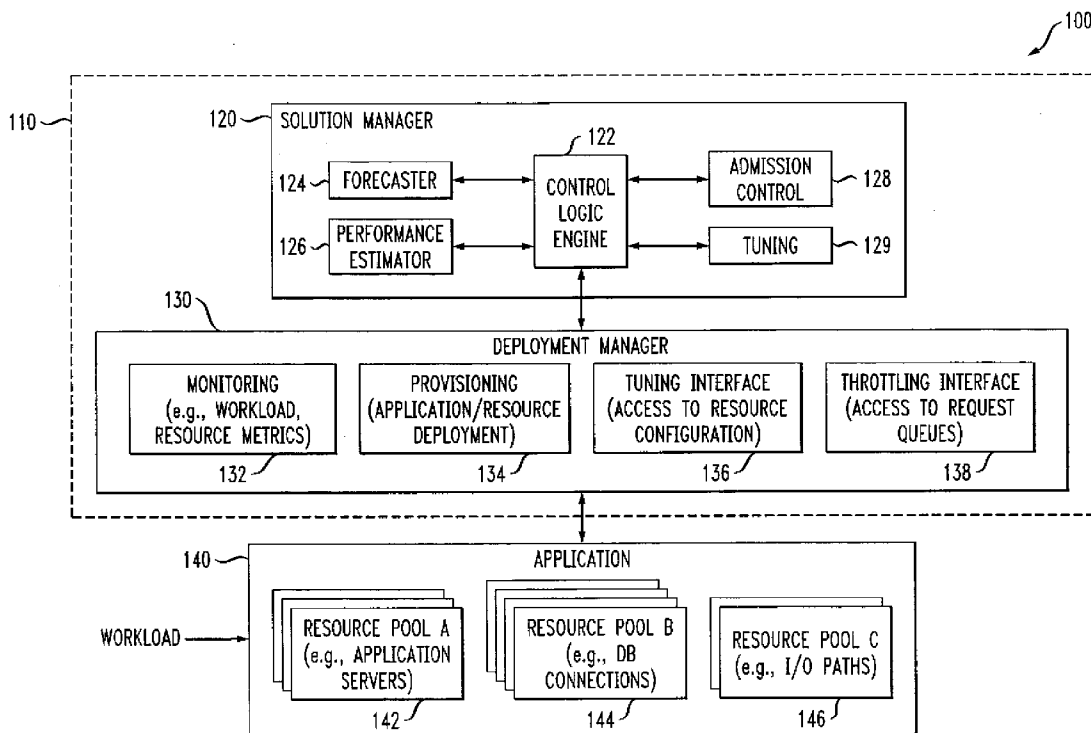 100
110
120
SOLUTION MANAGER
122
124
FORECASTER
CONTROL
LOGIC
ENGINE
ADMISSION
CONTROL
128
126
PERFORMANCE
ESTIMATOR
TUNING
129
130
DEPLOYMENT MANAGER
MONITORING
(e.g., WORKLOAD,
RESOURCE METRICS)
132
PROVISIONING
(APPLICATION/RESOURCE
DEPLOYMENT)
134
TUNING INTERFACE
(ACCESS TO RESOURCE
CONFIGURATION)
136
THROTTLING INTERFACE
(ACCESS TO REQUEST
QUEUES)
138
140
APPLICATION
WORKLOAD
RESOURCE POOL A
(e.g., APPLICATION
SERVERS)
142
RESOURCE POOL B
(e.g., DB
CONNECTIONS)
144
RESOURCE POOL C
(e.g., I/O PATHS)
146